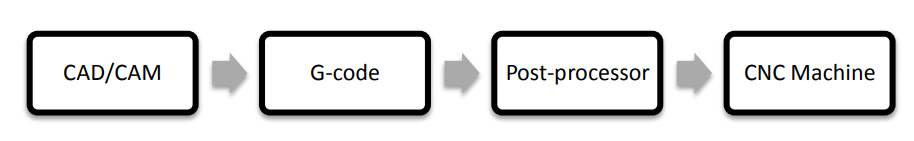 CAD/CAM
G-code
Post-processor
CNC Machine